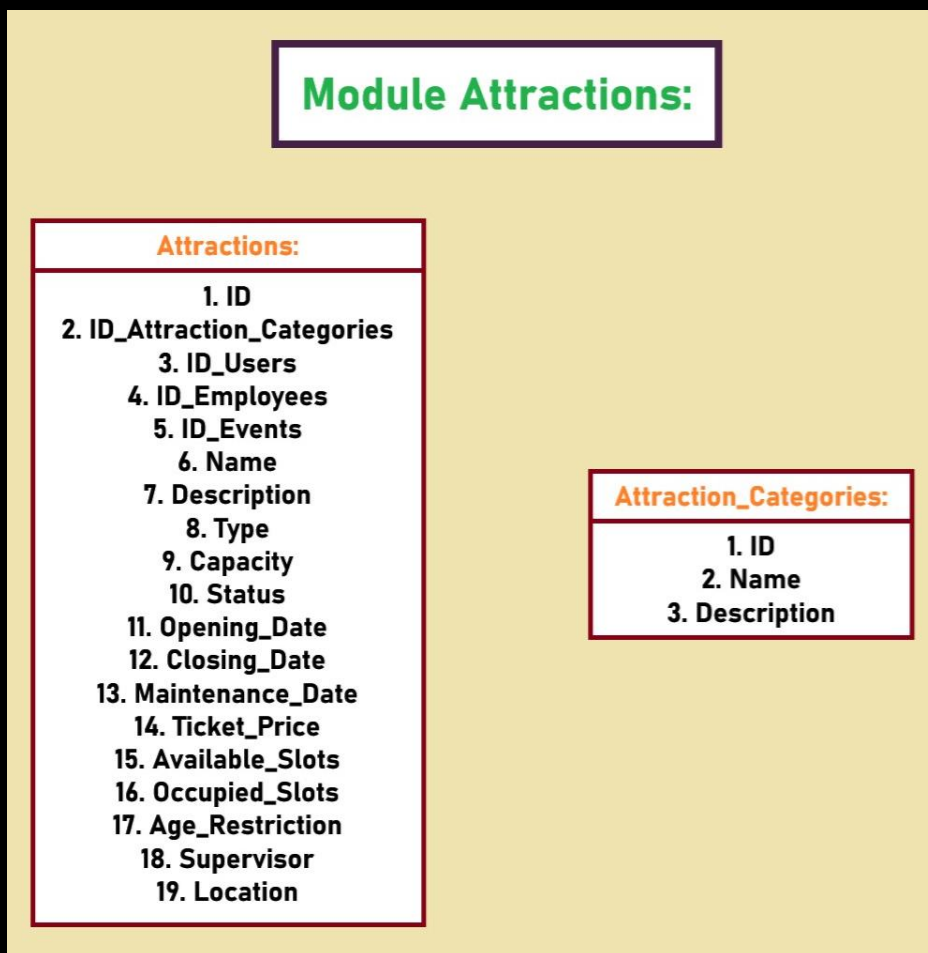 Module Attractions:
Attractions:
1. ID
2. ID_Attraction_Categories
3. ID_Users
4. ID_Employees
5. ID_Events
6. Name
7. Description
8. Type
9. Capacity
10. Status
11. Opening_Date
12. Closing_Date
13. Maintenance_Date
14. Ticket_Price
15. Available_Slots
16. Occupied_Slots
17. Age_Restriction
18. Supervisor
19. Location
Attraction_Categories:
1. ID
2. Name
3. Description